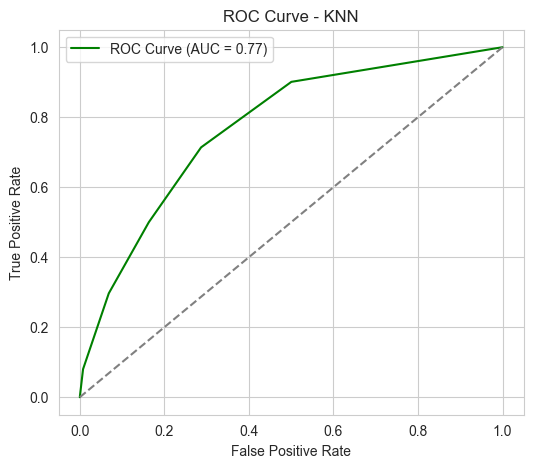 ROC Curve - KNN
ROC Curve (AUC = 0.77)
1.0
0.8
0.6
0.4
0.2
0.0
True Positive Rate
0.0 0.2 0.4 0.6 0.8 1.0
False Positive Rate